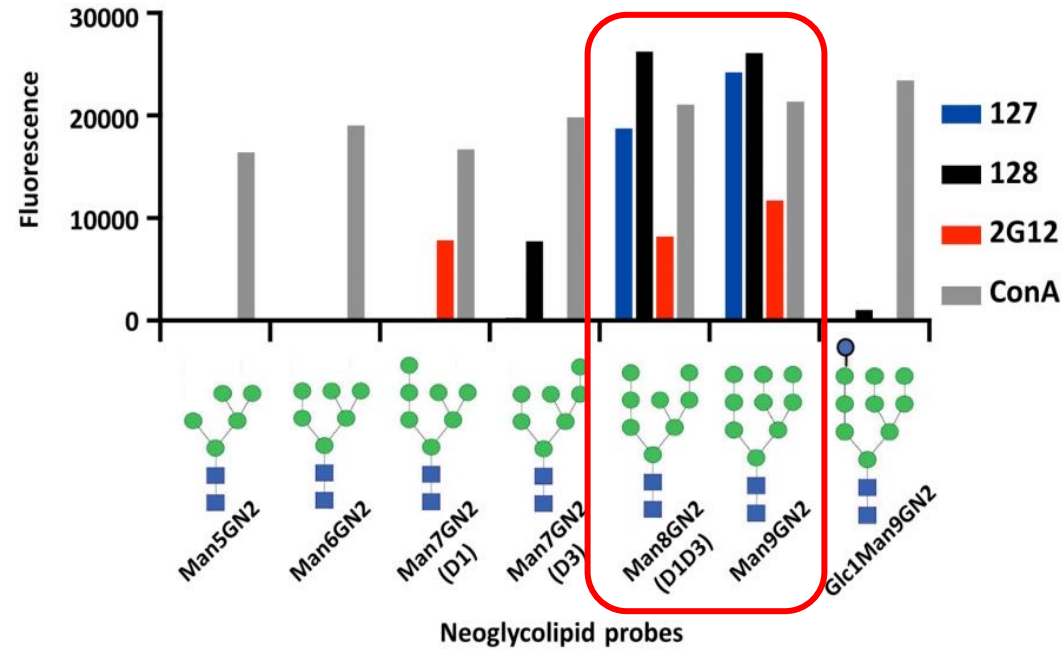 30000
20000
10000
0
Fluorescence
127
128
2G12
ConA
Man5GN2
Man6GN2
Man7GN2
(D1)
Man7GN2
(D3)
Man8GN2
(D1D3)
Man9GN2
Glc1Man9GN2
Neoglycolipid probes